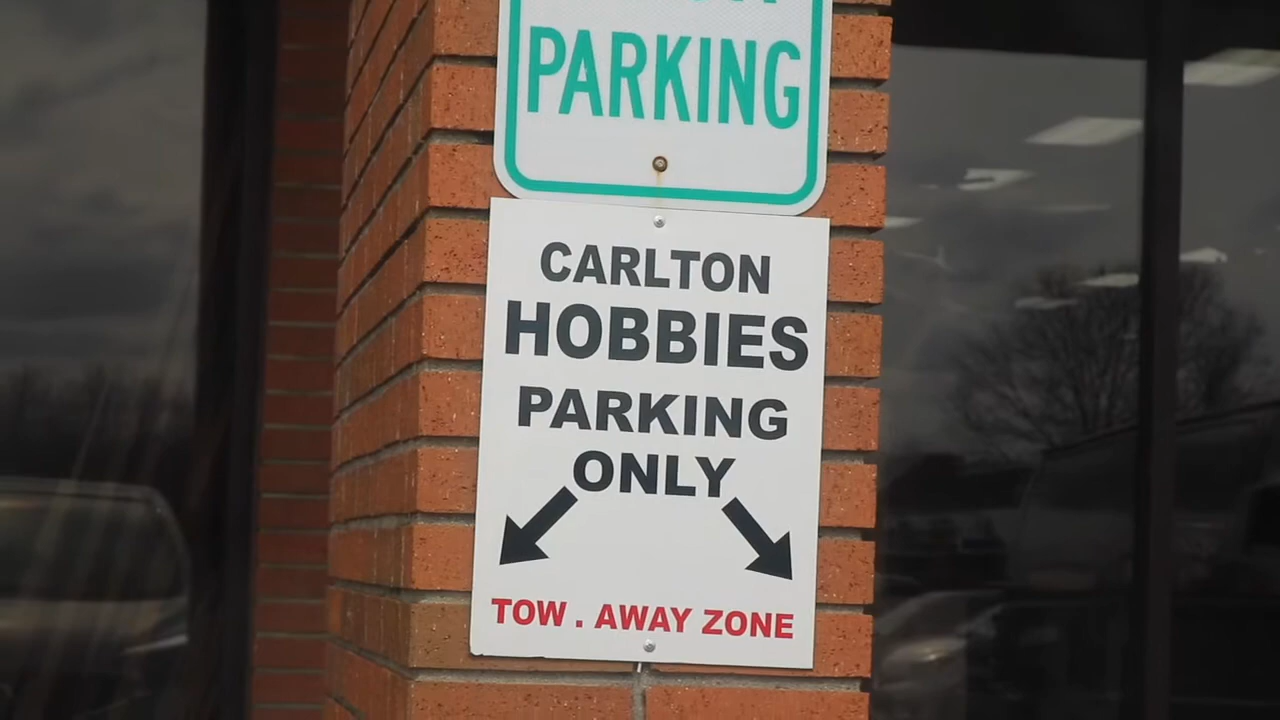 PARKING
CARLTON
HOBBIES
PARKING
ONLY
TOW . AWAY ZONE